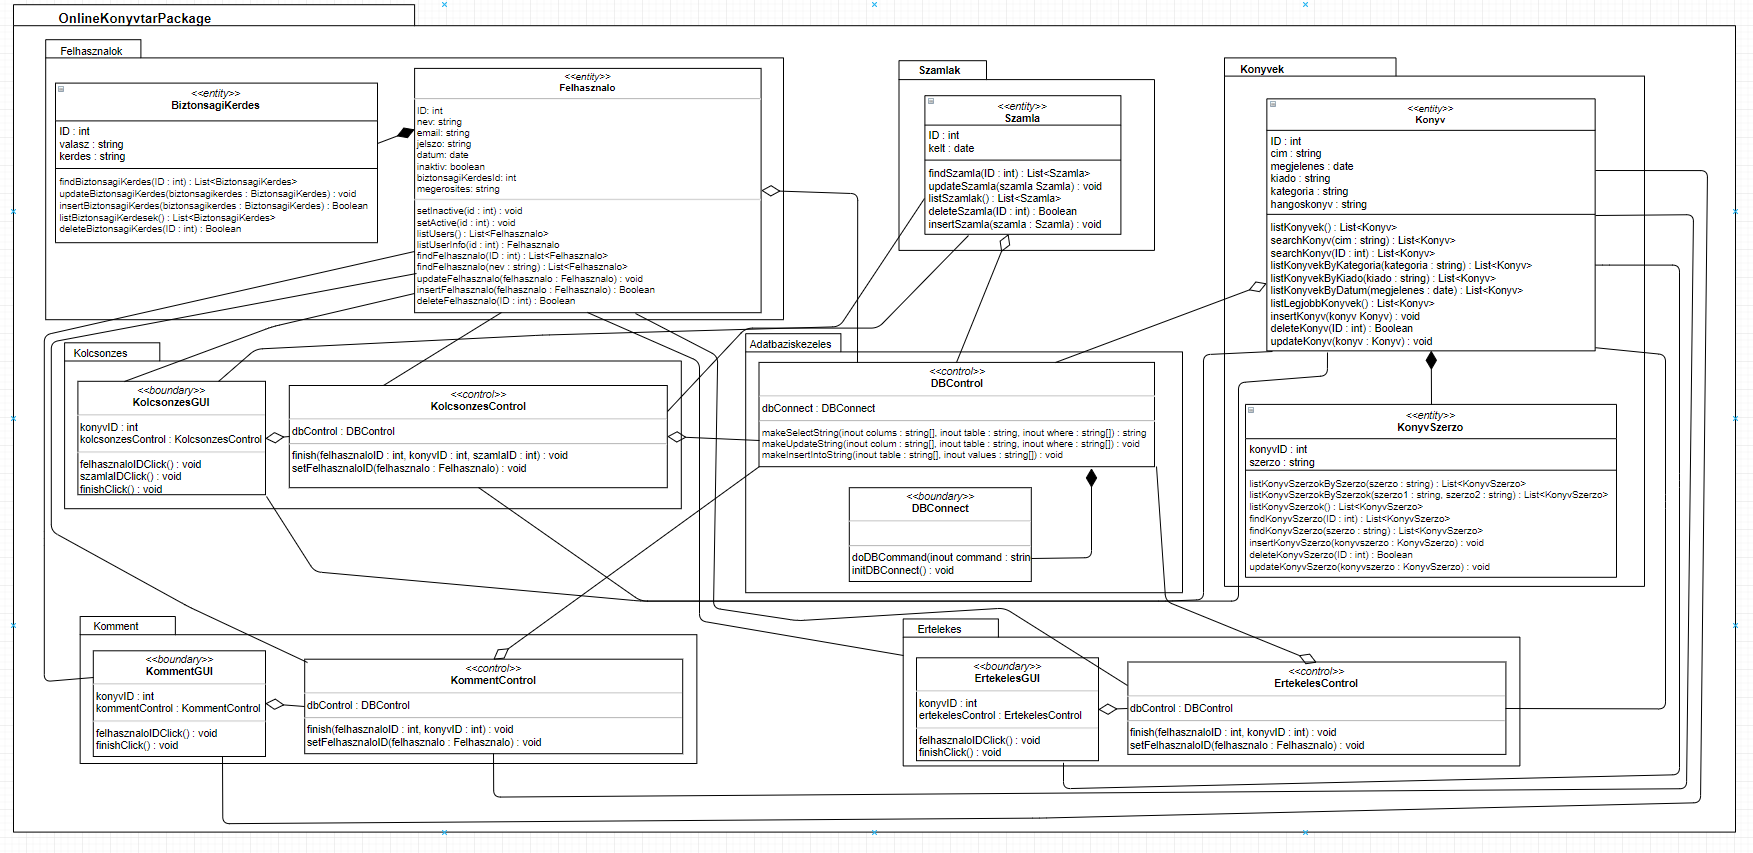 OnlineKonyvtarPackage
Felhasznalok
<<entity>>
BiztonsagiKerdes
ID : int
valasz : string
kerdes : string
findBiztonsagiKerdes(ID : int) : List<BiztonsagiKerdes>
updateBiztonsagiKerdes(biztonsagikerdes : BiztonsagiKerdes) : void
insertBiztonsagiKerdes(biztonsagikerdes : BiztonsagiKerdes) : Boolean
listBiztonsagiKerdesek() : List<BiztonsagiKerdes>
deleteBiztonsagiKerdes(ID : int) : Boolean
<<entity>>
Felhasznalo
ID: int
nev: string
email: string
jelszo: string
datum: date
inaktiv: boolean
biztonsagiKerdesId: int
megerosites: string
setInactive(id : int) : void
setActive(id : int) : void
listUsers() : List<Felhasznalo>
listUserInfo(id : int) : Felhasznalo
findFelhasznalo(ID : int) : List<Felhasznalo>
findFelhasznalo(nev : string) : List<Felhasznalo>
updateFelhasznalo(felhasznalo : Felhasznalo) : void
insertFelhasznalo(felhasznalo : Felhasznalo) : Boolean
deleteFelhasznalo(ID : int) : Boolean
Szamlak
<<entity>>
Szamla
ID : int
kelt : date
findSzamla(ID : int) : List<Szamla>
updateSzamla(szamla Szamla) : void
listSzamlak() : List<Szamla>
deleteSzamla(ID : int) : Boolean
insertSzamla(szamla : Szamla) : void
Konyvek
<<entity>>
Konyv
ID : int
cim : string
megjelenes : date
kiado : string
kategoria : string
hangoskonyv : string
listKonyvek() : List<Konyv>
searchKonyv(cim : string) : List<Konyv>
searchKonyv(ID : int) : List<Konyv>
listKonyvekByKategoria(kategoria : string) : List<Konyv>
listKonyvekByKiado(kiado : string) : List<Konyv>
listKonyvekByDatum(megjelenes : date) : List<Konyv>
listLegjobbKonyvek() : List<Konyv>
insertKonyv(konyv Konyv) : void
deleteKonyv(ID : int) : Boolean
updateKonyv(konyv : Konyv) : void
<<entity>>
KonyvSzerzo
konyvID : int
szerzo : string
listKonyvSzerzokBySzerzo(szerzo : string) : List<KonyvSzerzo>
listKonyvSzerzokBySzerzok(szerzo1 : string, szerzo2 : string) : List<KonyvSzerzo>
listKonyvSzerzok() : List<KonyvSzerzo>
findKonyvSzerzo(ID : int) : List<KonyvSzerzo>
findKonyvSzerzo(szerzo : string) : List<KonyvSzerzo>
insertKonyvSzerzo(konyvszerzo : KonyvSzerzo) : void
deleteKonyvSzerzo(ID : int) : Boolean
updateKonyvSzerzo(konyvszerzo : KonyvSzerzo) : void
Kolcsonzes
<<boundary>>
KolcsonzesGUI
konyvID : int
kolcsonzesControl : KolcsonzesControl
felhasznaloIDClick() : void
szamlaIDClick() : void
finishClick() : void
<<control>>
KolcsonzesControl
dbControl : DBControl
finish(felhasznaloID : int, konyvID : int, szamlaID : int) : void
setFelhasznaloID(felhasznalo : Felhasznalo) : void
Adatbaziskezeles
<<control>>
DBControl
dbConnect : DBConnect
makeSelectString(inout colums : string[], inout table : string, inout where : string[]) : string
makeUpdateString(inout colum : string[], inout table : string, inout where : string[]) : void
makeInsertIntoString(inout table : string[], inout values : string[]) : void
<<boundary>>
DBConnect
doDBCommand(inout command : strin
initDBConnect() : void
Komment
<<boundary>>
KommentGUI
konyvID : int
kommentControl : KommentControl
felhasznaloIDClick() : void
finishClick() : void
<<control>>
KommentControl
dbControl : DBControl
finish(felhasznaloID : int, konyvID : int) : void
setFelhasznaloID(felhasznalo : Felhasznalo) : void
Ertelekes
<<boundary>>
ErtekelesGUI
konyvID : int
ertekelesControl : ErtekelesControl
felhasznaloIDClick() : void
finishClick() : void
<<control>>
ErtekelesControl
dbControl : DBControl
finish(felhasznaloID : int, konyvID : int) : void
setFelhasznaloID(felhasznalo : Felhasznalo) : void